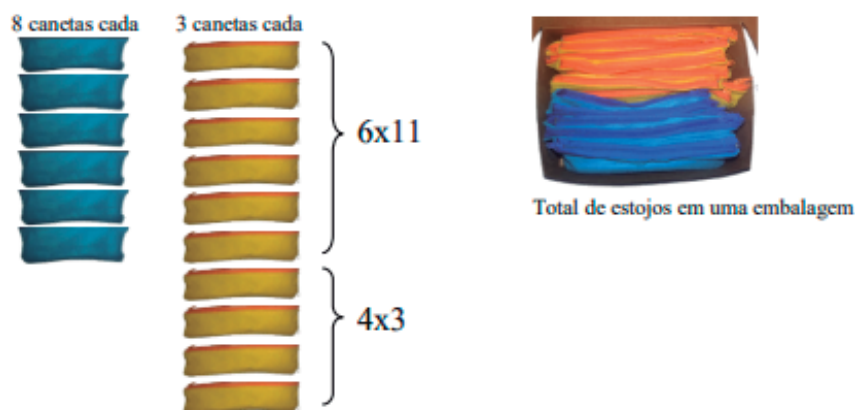 8 canetas cada
3 canetas cada
6x11
4x3
Total de estojos em uma embalagem